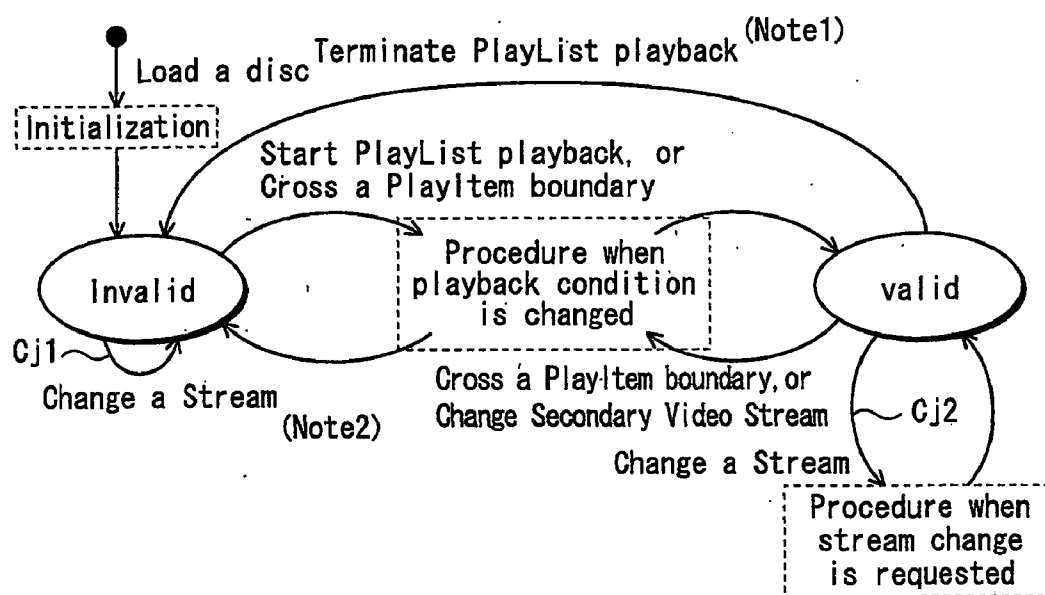 Load a disc
Terminate PlayList playback (Note1)
Initialization
Start PlayList playback, or
Cross a PlayItem boundary
Procedure when
playback condition
is changed
Invalid
valid
Cj1
Change a Stream
(Note2)
Cross a PlayItem boundary, or
Change Secondary Video Stream
Cj2
Change a Stream
Procedure when
stream change
is requested